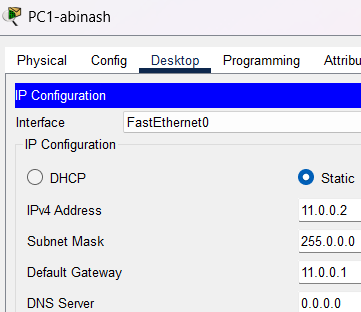 PC1-abinash
Physical Config Desktop Programming Attribu
IP Configuration
Interface FastEthernet0
IP Configuration
DHCP Static
IPv4 Address 11.0.0.2
Subnet Mask 255.0.0.0
Default Gateway 11.0.0.1
DNS Server 0.0.0.0